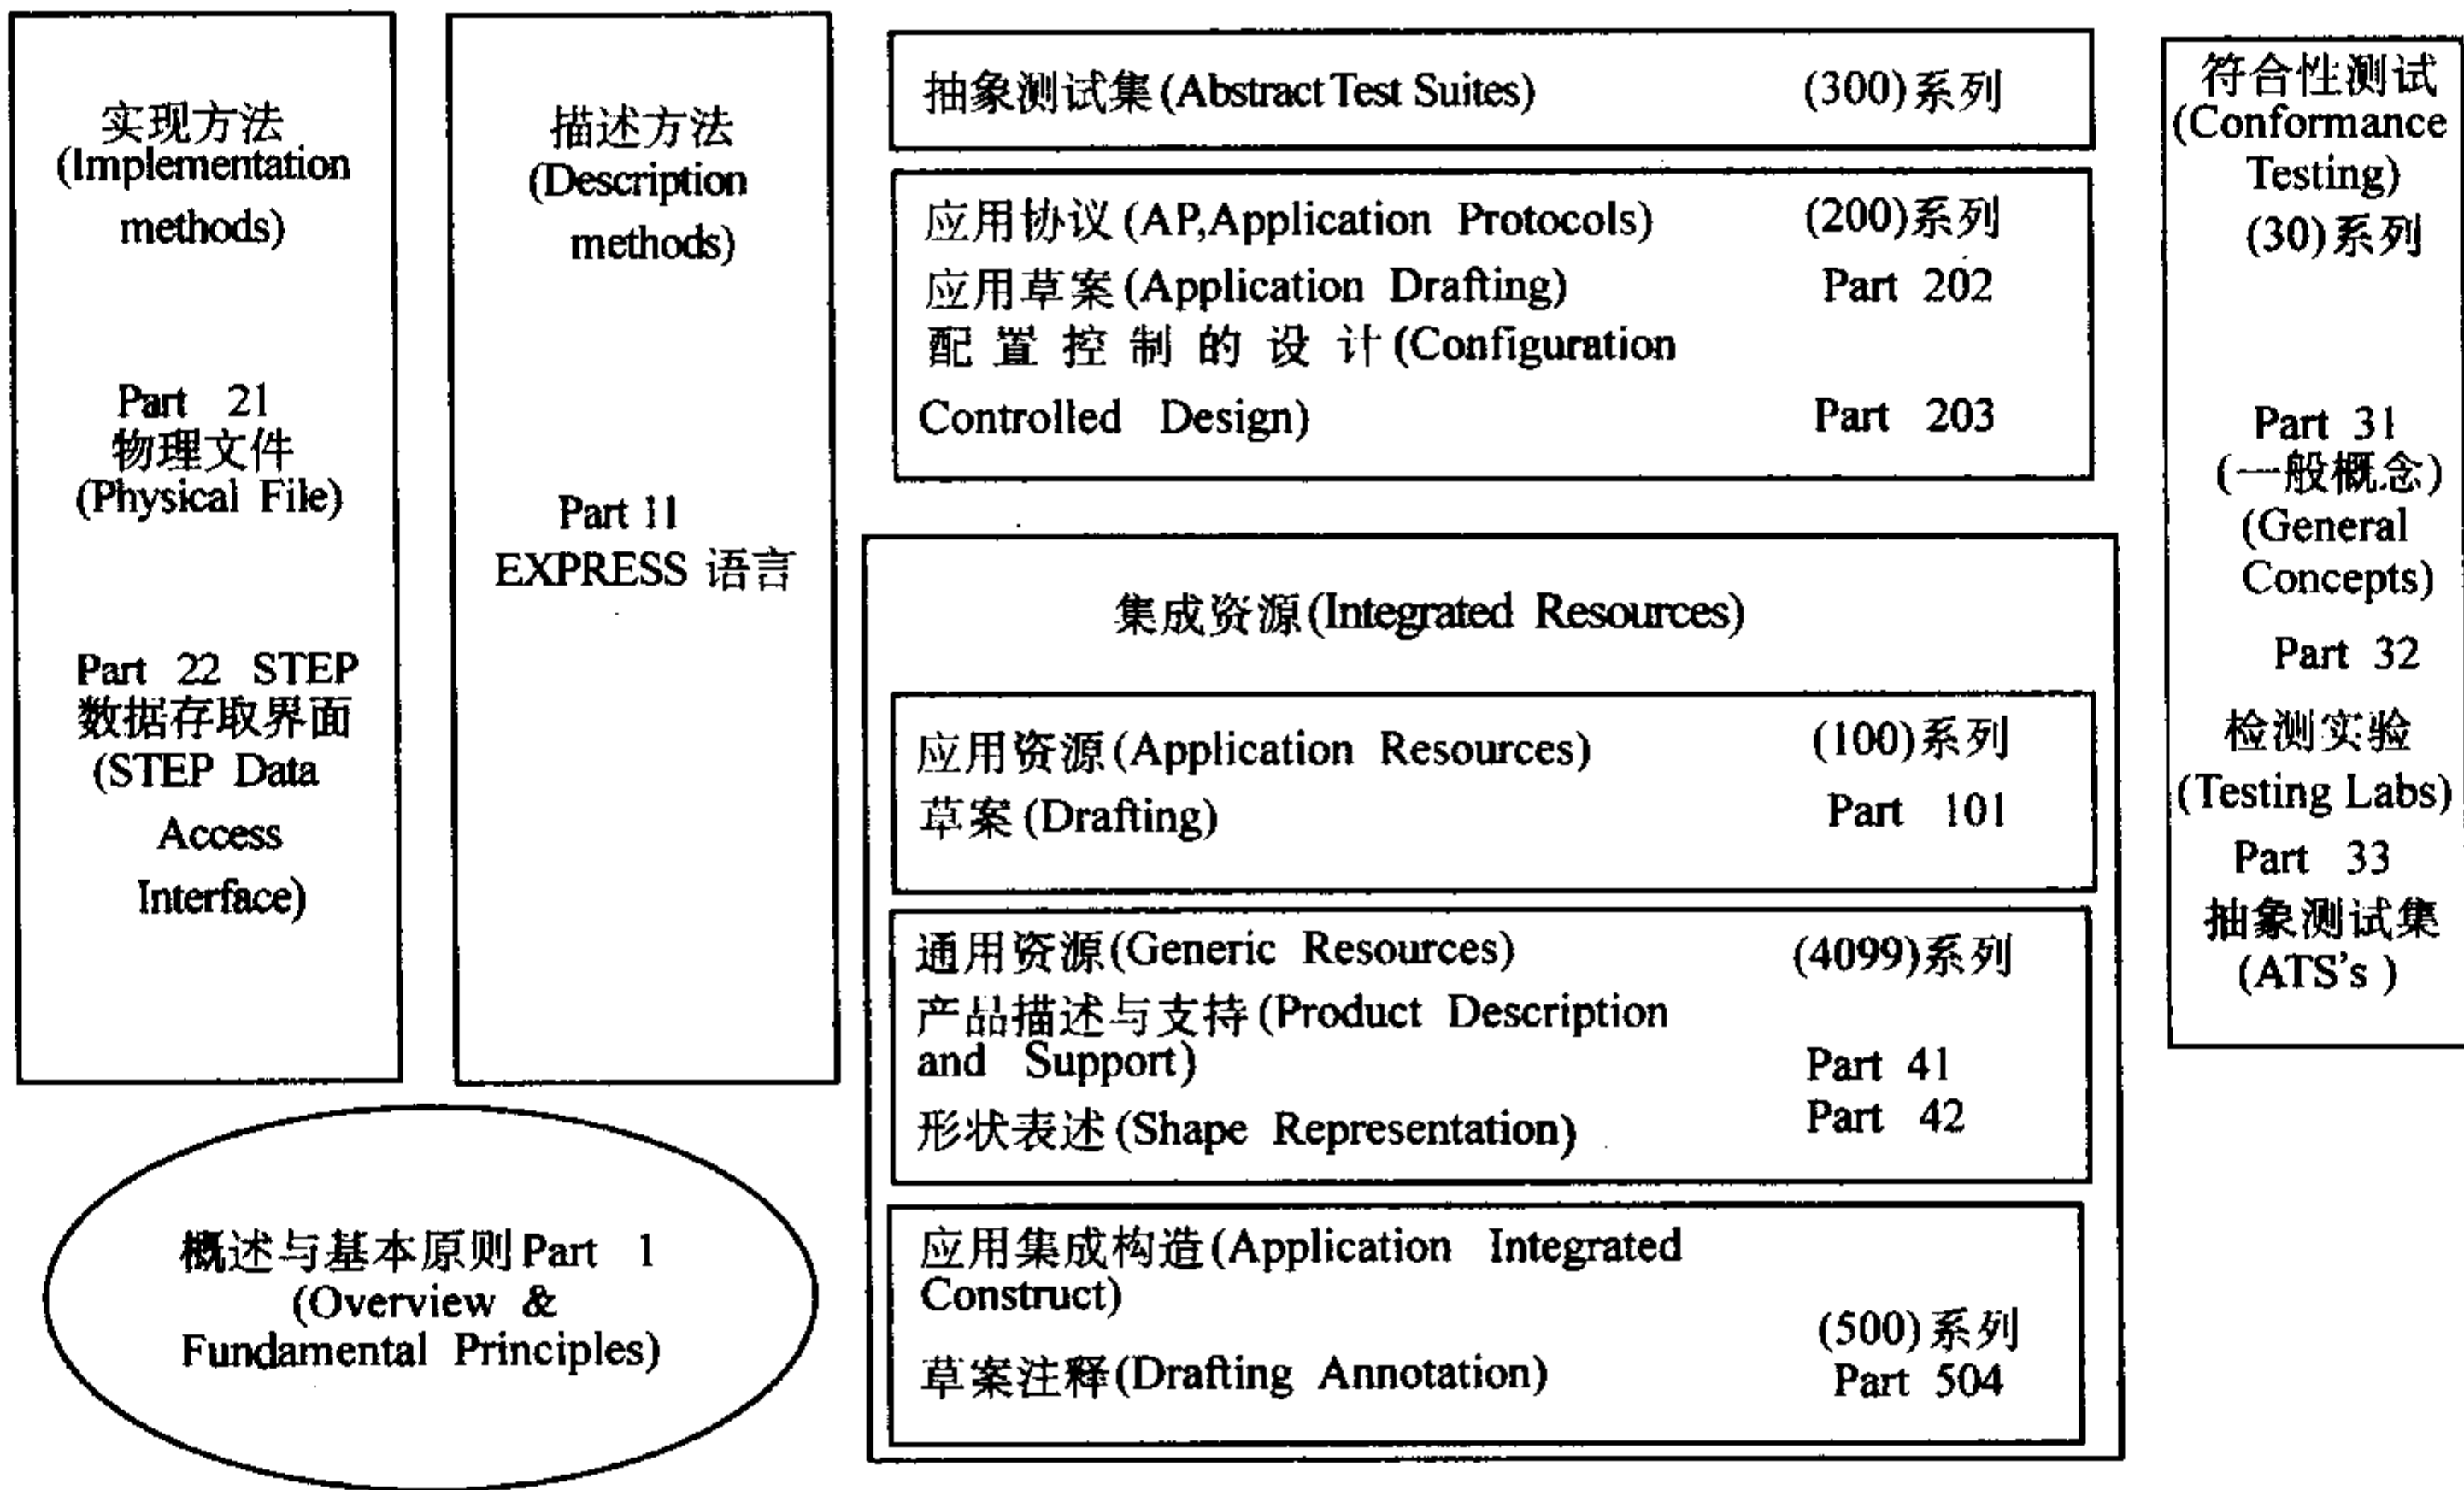 实现方法
(Implementation
methods)
Part 21
物理文件
(Physical File)
Part 22 STEP
数据存取界面
(STEP Data
Access
Interface)
描述方法
(Description
methods)
Part 11
EXPRESS 语言
抽象测试集(Abstract Test Suites) (300)系列
应用协议(AP,Application Protocols) (200)系列
应用草案(Application Drafting) Part 202
配置控制的设计(Configuration
Controlled Design) Part 203
集成资源(Integrated Resources)
应用资源(Application Resources) (100)系列
草案(Drafting) Part 101
通用资源(Generic Resources) (4099)系列
产品描述与支持(Product Description
and Support) Part 41
形状表述(Shape Representation) Part 42
应用集成构造(Application Integrated
Construct)
(500)系列
草案注释(Drafting Annotation) Part 504
符合性测试
(Conformance
Testing)
(30)系列
Part 31
(一般概念)
(General
Concepts)
Part 32
检测实验
(Testing Labs)
Part 33
抽象测试集
(ATS's )
概述与基本原则Part 1
(Overview &
Fundamental Principles)